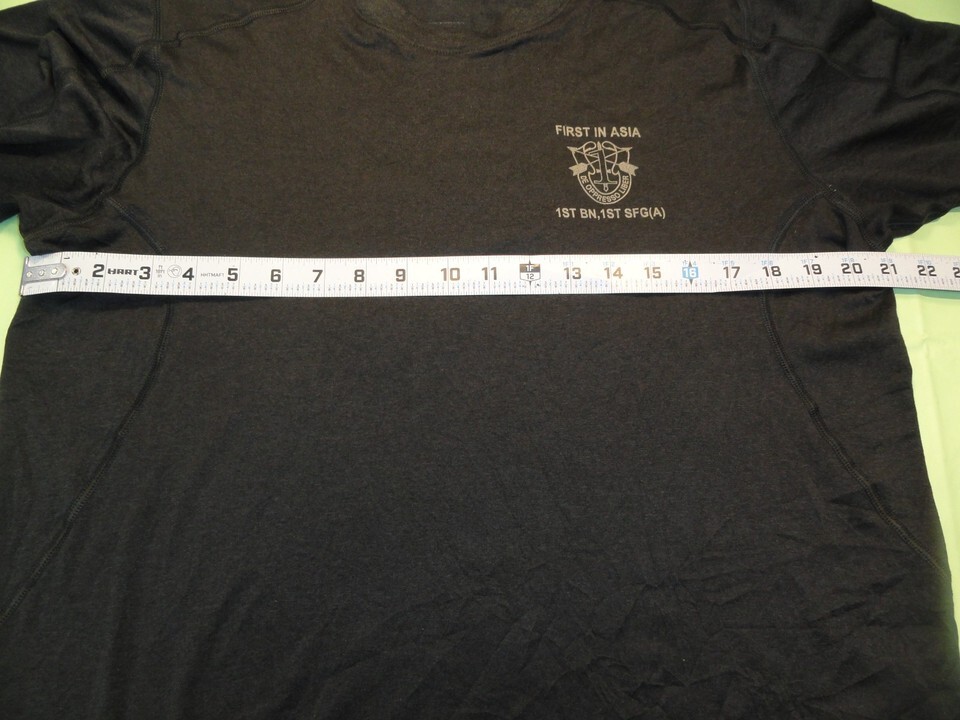 FIRST IN ASIA
DE OPPRESSO LIBER
1ST BN,1ST SFG(A)
2 HART 3 4 5 6 7 8 9 10 11 1F 12 13 14 15 16 17 18 19 20 21 22